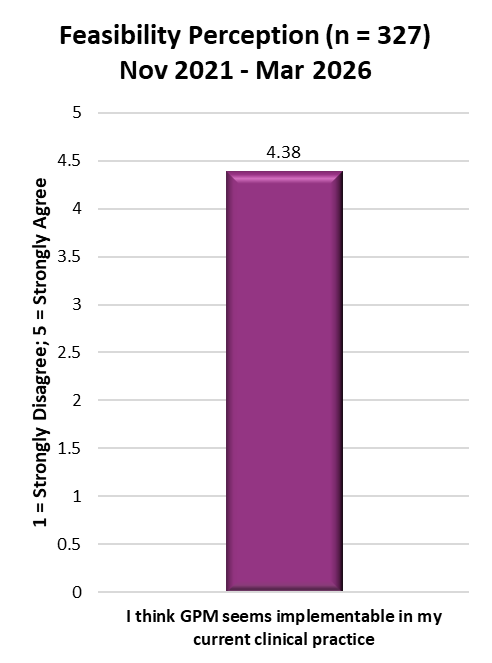 Feasibility Perception (n = 327)
Nov 2021 - Mar 2026
1 = Strongly Disagree; 5 = Strongly Agree
5
4.5
4
3.5
3
2.5
2
1.5
1
0.5
0
4.38
I think GPM seems implementable in my
current clinical practice